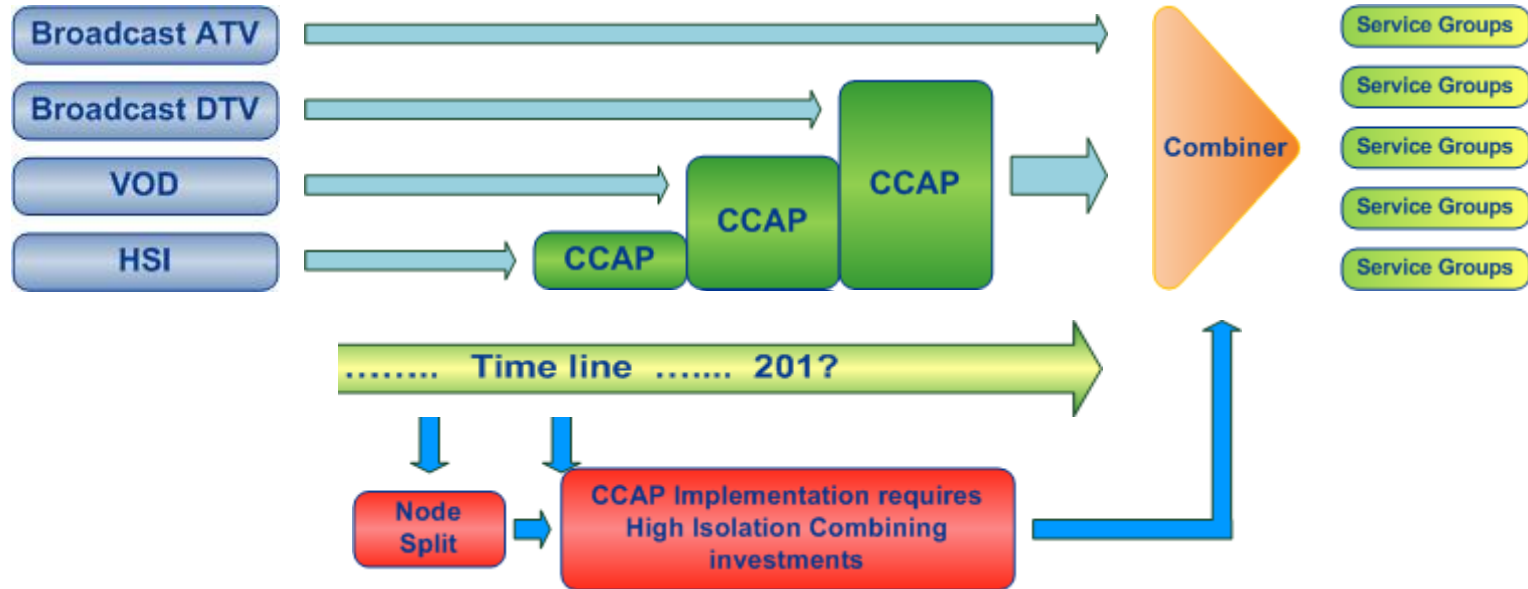 Broadcast ATV
Service Groups
Broadcast DTV
Service Groups
VOD
CCAP
CCAP
CCAP
Combiner
Service Groups
HSI
Service Groups
Service Groups
........ Time line ....... 201?
Node
Split
CCAP Implementation requires
High Isolation Combining
investments